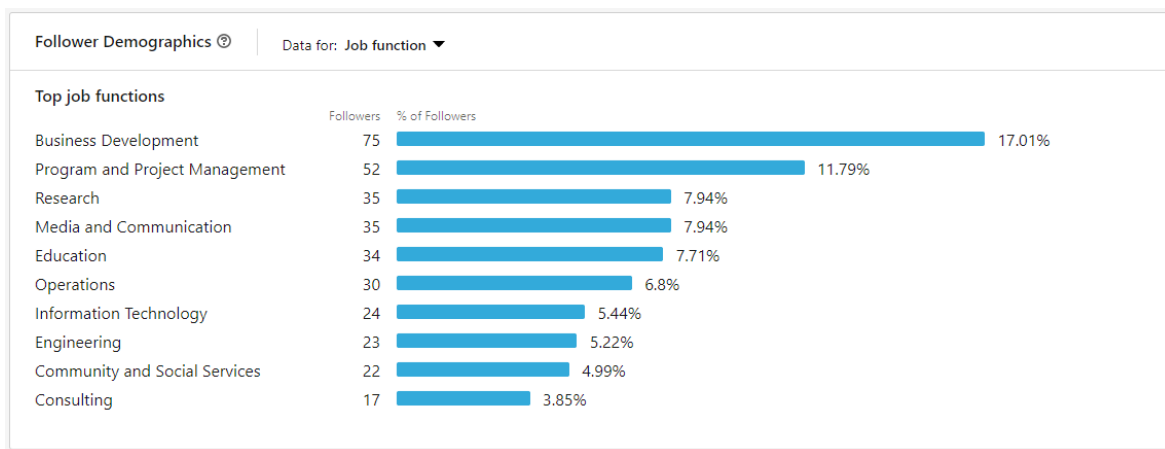 Follower Demographics ? Data for: Job function
Top job functions
Followers % of Followers
Business Development 75 17.01%
Program and Project Management 52 11.79%
Research 35 7.94%
Media and Communication 35 7.94%
Education 34 7.71%
Operations 30 6.8%
Information Technology 24 5.44%
Engineering 23 5.22%
Community and Social Services 22 4.99%
Consulting 17 3.85%